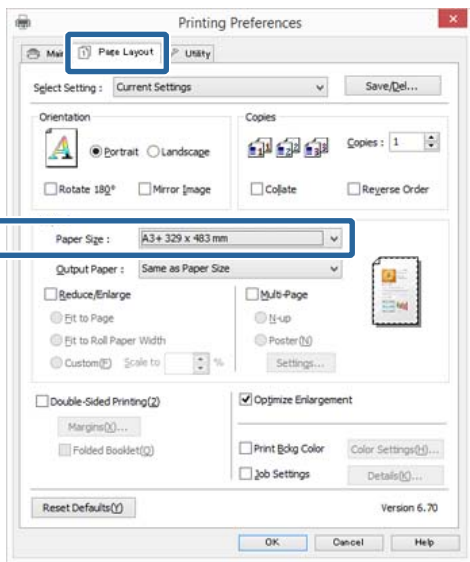 Printing Preferences
Main Page Layout Utility
Select Setting : Current Settings Save/Del...
Orientation Copies
Portrait Landscape Copies : 1
Rotate 180° Mirror Image Collate Reverse Order
Paper Size : A3+ 329 x 483 mm
Output Paper : Same as Paper Size
Reduce/Enlarge Multi-Page
Fit to Page N-up
Fit to Roll Paper Width Poster(N)
Custom(F) Scale to % Settings...
Double-Sided Printing(2) Optimize Enlargement
Margins(X)...
Folded Booklet(Q) Print Bckg Color Color Settings(H)...
Job Settings Details(K)...
Reset Defaults(Y) Version 6.70
OK Cancel Help